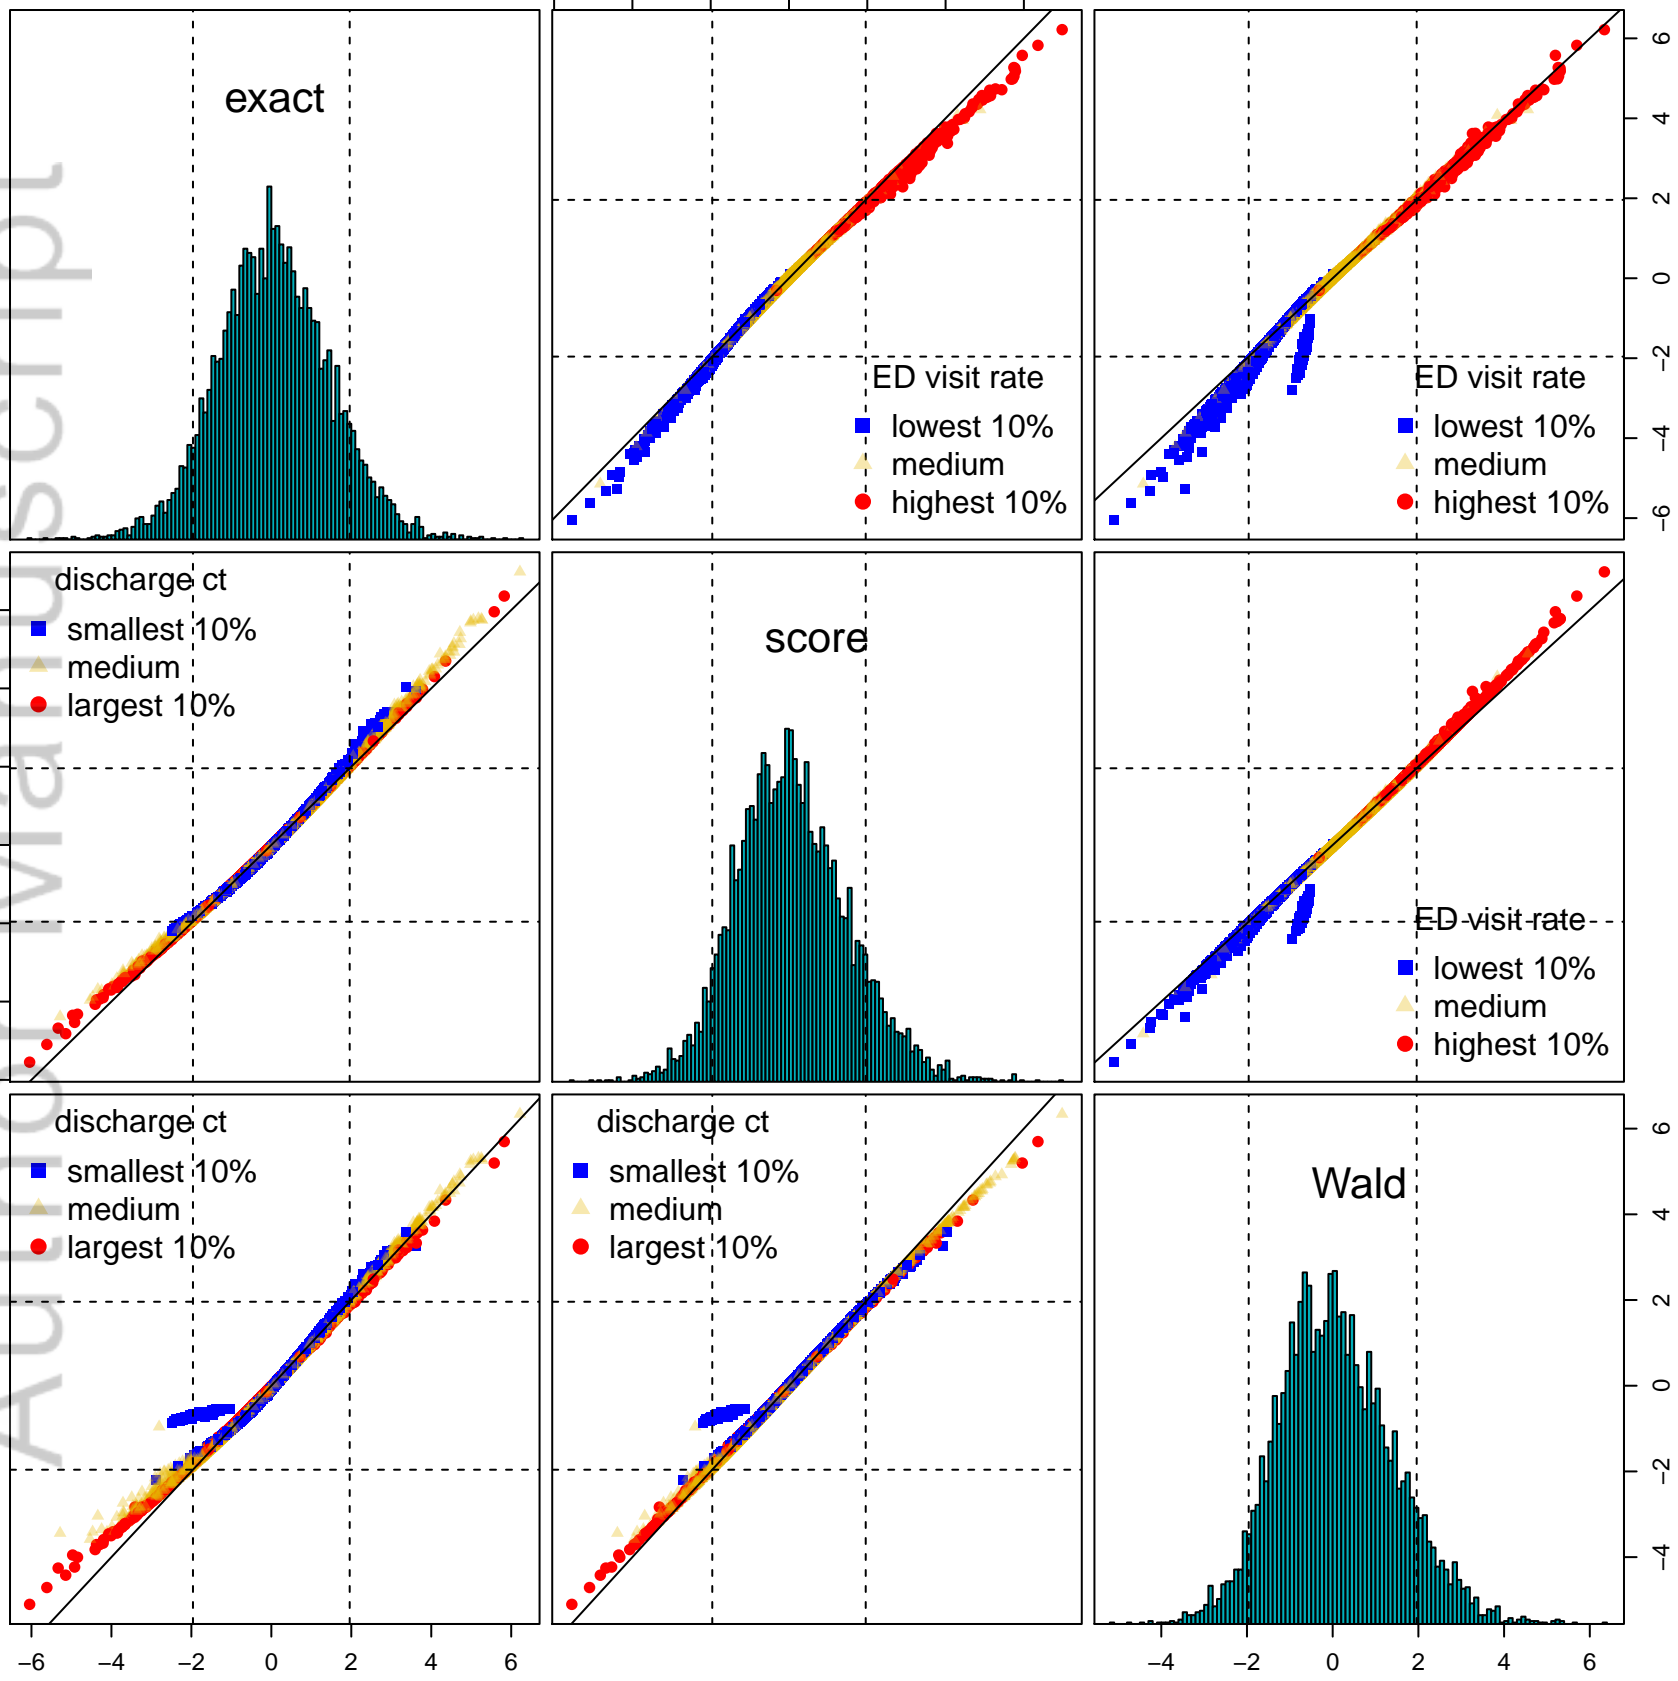 Author Manuscript
exact
ED visit rate
lowest 10%
medium
highest 10%
ED visit rate
lowest 10%
medium
highest 10%
6
4
2
0
−2
−4
−6
discharge ct
smallest 10%
medium
largest 10%
score
ED visit rate
lowest 10%
medium
highest 10%
discharge ct
smallest 10%
medium
largest 10%
discharge ct
smallest 10%
medium
largest 10%
Wald
6
4
2
0
−2
−4
−6 −4 −2 0 2 4 6
−4 −2 0 2 4 6